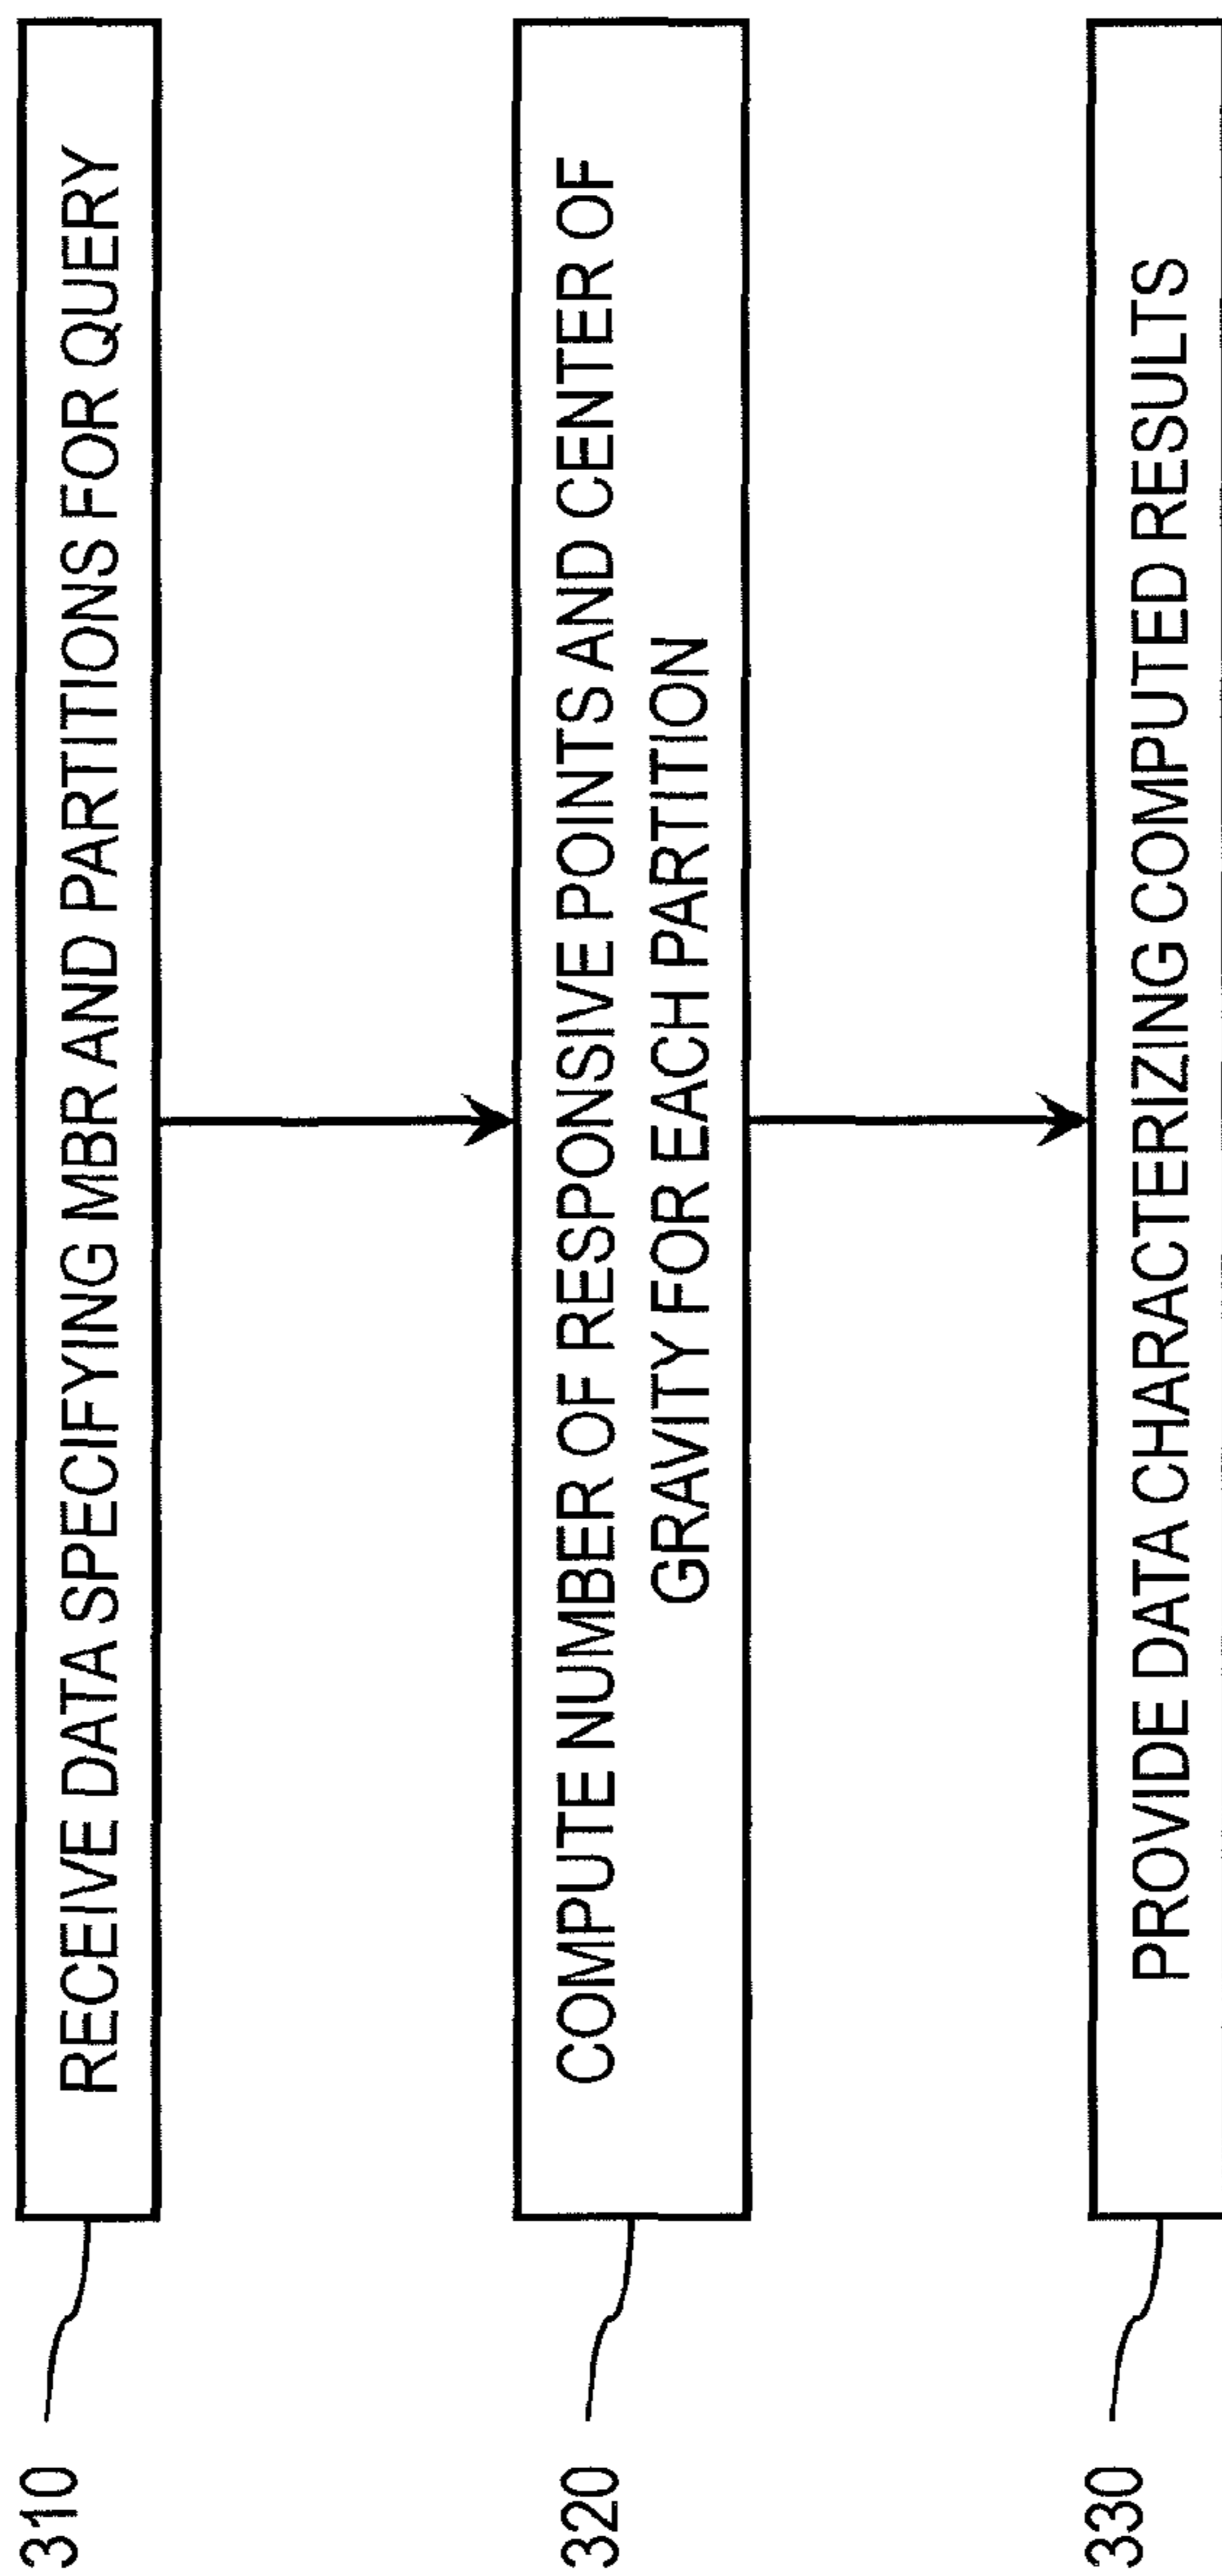 310
RECEIVE DATA SPECIFYING MBR AND PARTITIONS FOR QUERY
320
COMPUTE NUMBER OF RESPONSIVE POINTS AND CENTER OF
GRAVITY FOR EACH PARTITION
330
PROVIDE DATA CHARACTERIZING COMPUTED RESULTS